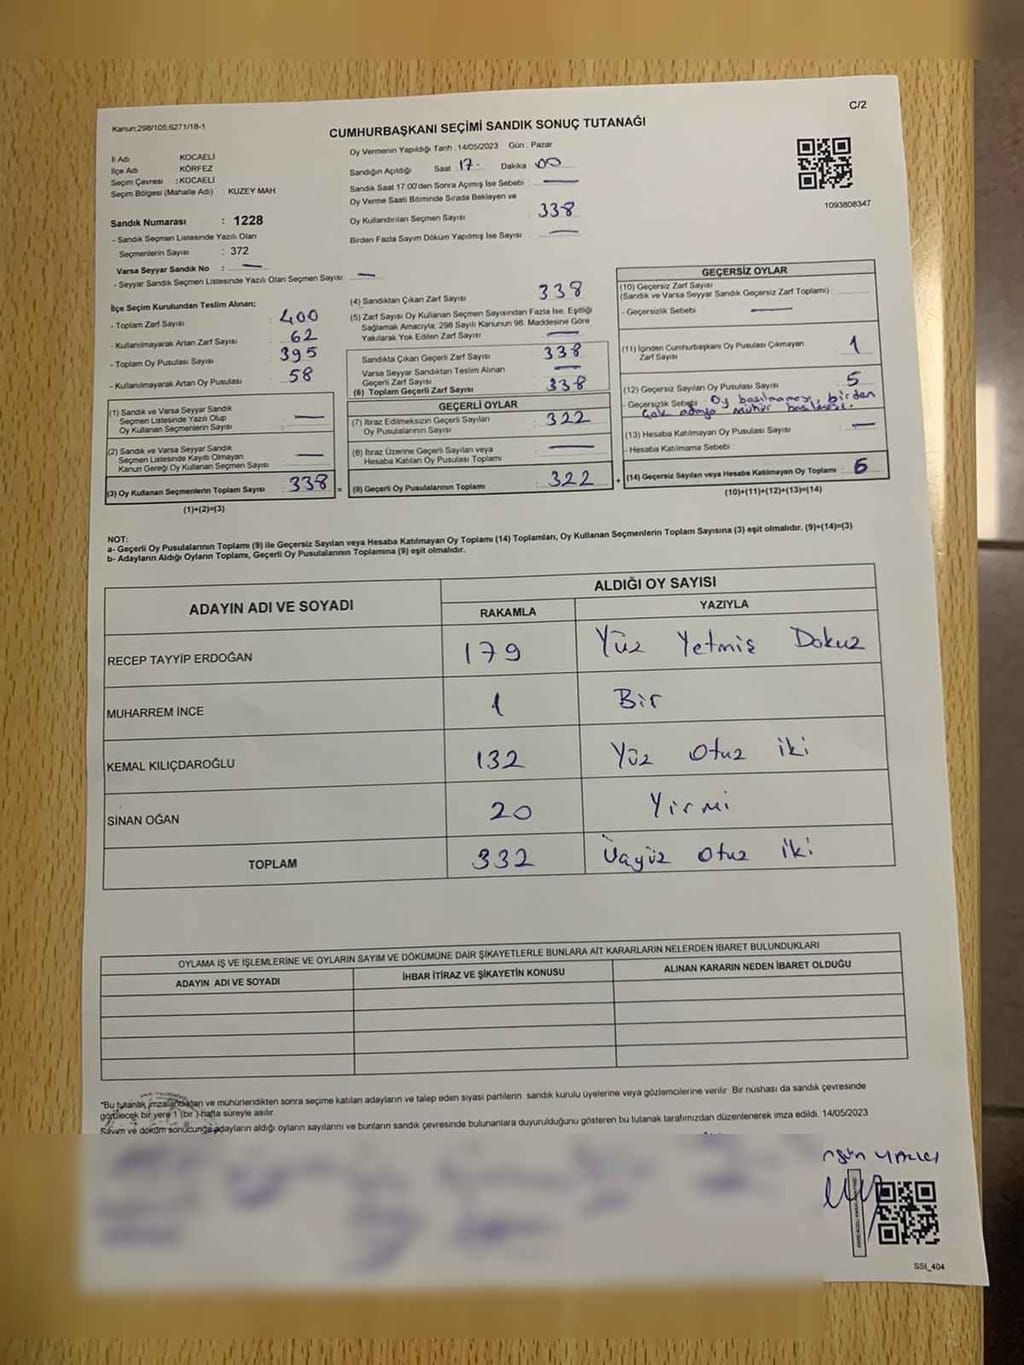 C/2
Kanun:298/105;6271/18-1
CUMHURBAŞKANI SEÇİMİ SANDIK SONUÇ TUTANAĞI
İl Adı KOCAELİ
İlçe Adı KÖRFEZ
Seçim Çevresi :KOCAELİ
Seçim Bölgesi (Mahalle Adı) KUZEY MAH
Sandık Numarası : 1228
- Sandık Seçmen Listesinde Yazılı Olan
Seçmenlerin Sayısı : 372
Varsa Seyyar Sandık No : —
- Seyyar Sandık Seçmen Listesinde Yazılı Olan Seçmen Sayısı: —
Oy Vermenin Yapıldığı Tarih :14/05/2023 Gün : Pazar
Sandığın Açıldığı Saat : 17- Dakika : 00
Sandık Saat 17:00'den Sonra Açımış İse Sebebi : —
Oy Verme Saati Bitiminde Sırada Bekleyen ve
Oy Kullandırılan Seçmen Sayısı : 338
Birden Fazla Sayım Döküm Yapılmış İse Sayısı : —
1093808347
İlçe Seçim Kurulundan Teslim Alınan;
- Toplam Zarf Sayısı : 400
- Kullanılmayarak Artan Zarf Sayısı : 62
- Toplam Oy Pusulası Sayısı : 395
- Kullanılmayarak Artan Oy Pusulası : 58
(1) Sandık ve Varsa Seyyar Sandık
Seçmen Listesinde Yazılı Olup
Oy Kullanan Seçmenlerin Sayısı : —
(2) Sandık ve Varsa Seyyar Sandık
Seçmen Listesinde Kayıtlı Olmayan
Kanun Gereği Oy Kullanan Seçmen Sayısı : —
(3) Oy Kullanan Seçmenlerin Toplam Sayısı : 338 =
(1)+(2)=(3)
(4) Sandıktan Çıkan Zarf Sayısı : 338
(5) Zarf Sayısı Oy Kullanan Seçmen Sayısından Fazla İse, Eşitliği
Sağlamak Amacıyla; 298 Sayılı Kanunun 98. Maddesine Göre
Yakılarak Yok Edilen Zarf Sayısı : —
Sandıkta Çıkan Geçerli Zarf Sayısı : 338
Varsa Seyyar Sandıktan Teslim Alınan
Geçerli Zarf Sayısı : —
(6) Toplam Geçerli Zarf Sayısı : 338
GEÇERLİ OYLAR
(7) İtiraz Edilmeksizin Geçerli Sayılan
Oy Pusulalarının Sayısı : 322
(8) İtiraz Üzerine Geçerli Sayılan veya
Hesaba Katılan Oy Pusulası Toplamı : —
(9) Geçerli Oy Pusulalarının Toplamı : 322 +
GEÇERSİZ OYLAR
(10) Geçersiz Zarf Sayısı
(Sandık ve Varsa Seyyar Sandık Geçersiz Zarf Toplamı) :
- Geçersizlik Sebebi : —
(11) İçinden Cumhurbaşkanı Oy Pusulası Çıkmayan
Zarf Sayısı : 1
(12) Geçersiz Sayılan Oy Pusulası Sayısı : 5
- Geçersizlik Sebebi : Oy basılmaması, birden
çok adaya mühür basılması.
(13) Hesaba Katılmayan Oy Pusulası Sayısı : —
- Hesaba Katılmama Sebebi :
(14) Geçersiz Sayılan veya Hesaba Katılmayan Oy Toplamı : 6
(10)+(11)+(12)+(13)=(14)
NOT:
a- Geçerli Oy Pusulalarının Toplamı (9) ile Geçersiz Sayılan veya Hesaba Katılmayan Oy Toplamı (14) Toplamları, Oy Kullanan Seçmenlerin Toplam Sayısına (3) eşit olmalıdır. (9)+(14)=(3)
b- Adayların Aldığı Oyların Toplamı, Geçerli Oy Pusulalarının Toplamına (9) eşit olmalıdır.
ADAYIN ADI VE SOYADI ALDIĞI OY SAYISI
RAKAMLA YAZIYLA
RECEP TAYYİP ERDOĞAN 179 Yüz Yetmiş Dokuz
MUHARREM İNCE 1 Bir
KEMAL KILIÇDAROĞLU 132 Yüz Otuz iki
SİNAN OĞAN 20 Yirmi
TOPLAM 332 Üçyüz otuz iki
OYLAMA İŞ VE İŞLEMLERİNE VE OYLARIN SAYIM VE DÖKÜMÜNE DAİR ŞİKAYETLERLE BUNLARA AİT KARARLARIN NELERDEN İBARET BULUNDUKLARI
ADAYIN ADI VE SOYADI İHBAR İTİRAZ VE ŞİKAYETİN KONUSU ALINAN KARARIN NEDEN İBARET OLDUĞU
*Bu tutanak imzalandıktan ve mühürlendikten sonra seçime katılan adayların ve talep eden siyasi partilerin sandık kurulu üyelerine veya gözlemcilerine verilir. Bir nüshası da sandık çevresinde
görülecek bir yere 1 (bir ) hafta süreyle asılır.
Sayım ve döküm sonucunda adayların aldığı oyların sayılarını ve bunların sandık çevresinde bulunanlara duyurulduğunu gösteren bu tutanak tarafımızdan düzenlenerek imza edildi. 14/05/2023
YAZICI
SSI_404